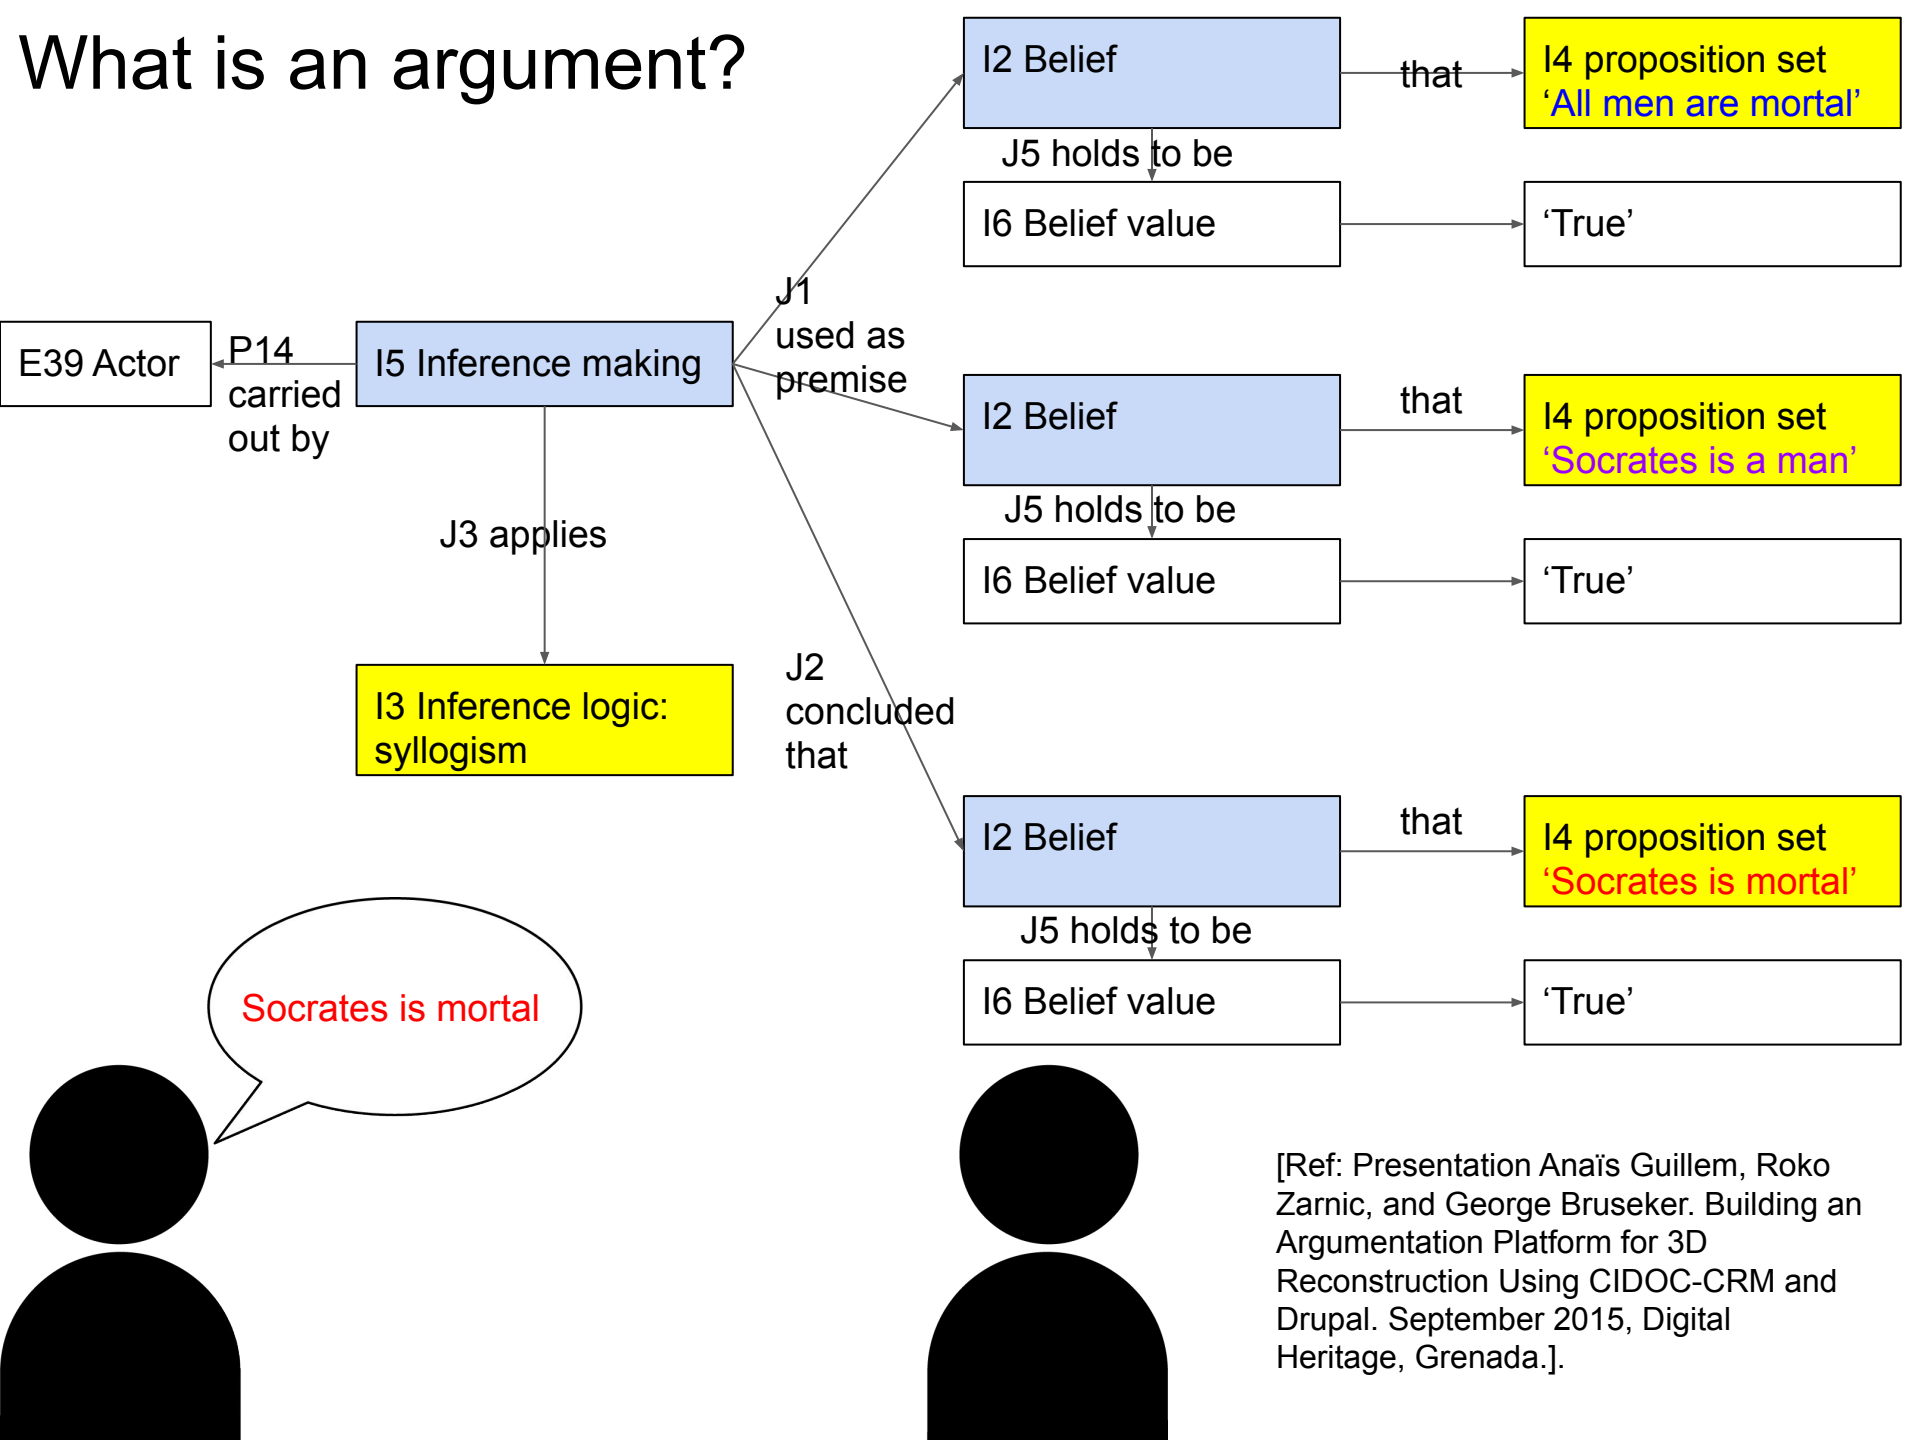 What is an argument?
I2 Belief
that
I4 proposition set
‘All men are mortal’
J5 holds to be
I6 Belief value
‘True’
J1
used as
premise
E39 Actor
P14
carried
out by
I5 Inference making
I2 Belief
that
I4 proposition set
‘Socrates is a man’
J5 holds to be
J3 applies
I6 Belief value
‘True’
I3 Inference logic:
syllogism
J2
concluded
that
I2 Belief
that
I4 proposition set
‘Socrates is mortal’
J5 holds to be
I6 Belief value
‘True’
Socrates is mortal
[Ref: Presentation Anaïs Guillem, Roko
Zarnic, and George Bruseker. Building an
Argumentation Platform for 3D
Reconstruction Using CIDOC-CRM and
Drupal. September 2015, Digital
Heritage, Grenada.].